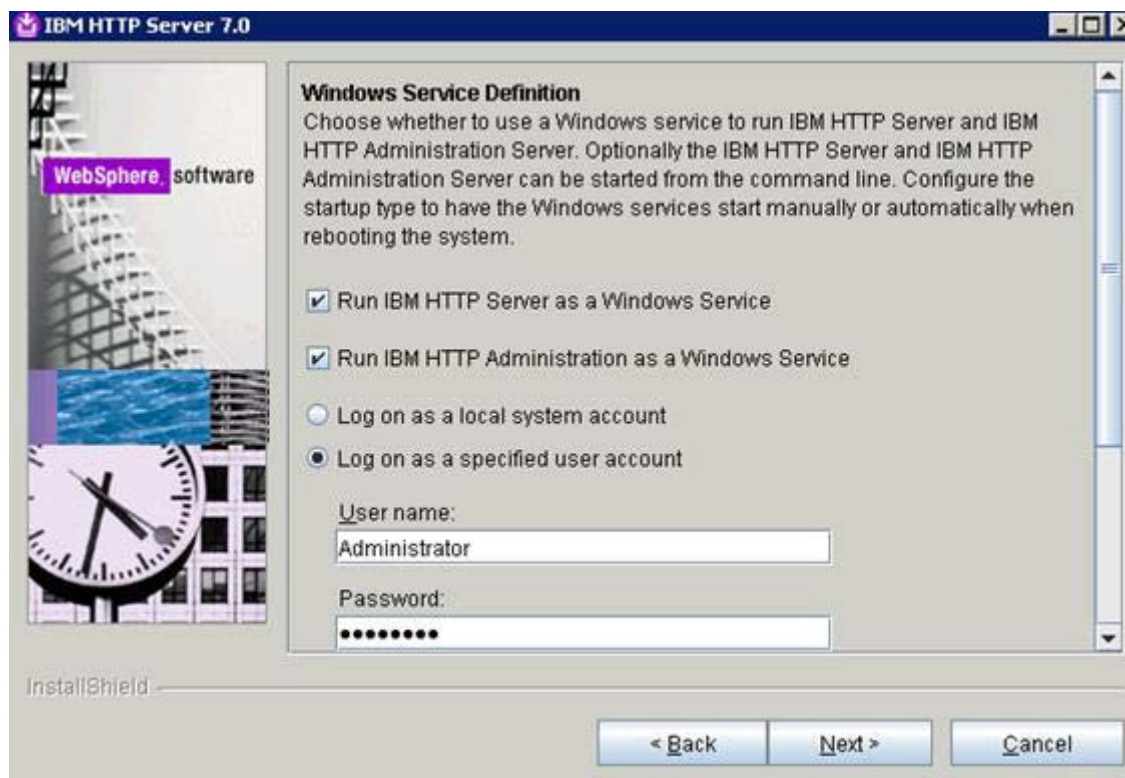 IBM HTTP Server 7.0
WebSphere. software
Windows Service Definition
Choose whether to use a Windows service to run IBM HTTP Server and IBM
HTTP Administration Server. Optionally the IBM HTTP Server and IBM HTTP
Administration Server can be started from the command line. Configure the
startup type to have the Windows services start manually or automatically when
rebooting the system.
Run IBM HTTP Server as a Windows Service
Run IBM HTTP Administration as a Windows Service
Log on as a local system account
Log on as a specified user account
User name:
Administrator
Password:
••••••••
InstallShield
< Back
Next >
Cancel